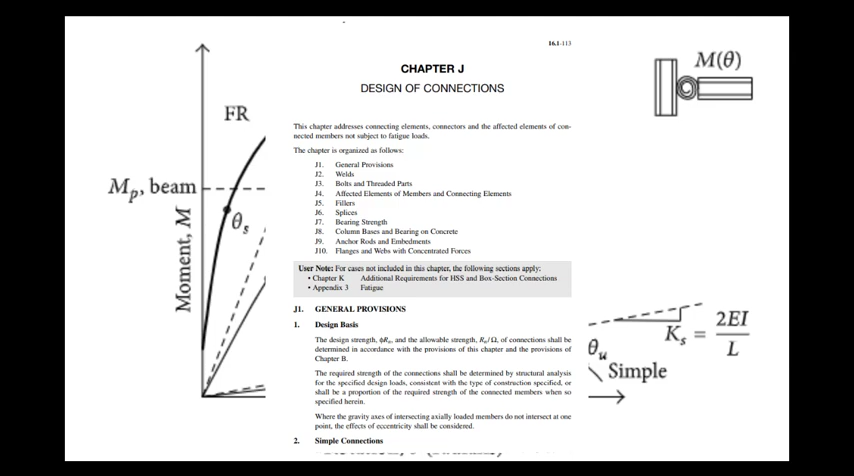 16.1-113
CHAPTER J
DESIGN OF CONNECTIONS
This chapter addresses connecting elements, connectors and the affected elements of con-
nected members not subject to fatigue loads.
The chapter is organized as follows:
J1. General Provisions
J2. Welds
J3. Bolts and Threaded Parts
J4. Affected Elements of Members and Connecting Elements
J5. Fillers
J6. Splices
J7. Bearing Strength
J8. Column Bases and Bearing on Concrete
J9. Anchor Rods and Embedments
J10. Flanges and Webs with Concentrated Forces
User Note: For cases not included in this chapter, the following sections apply:
• Chapter K Additional Requirements for HSS and Box-Section Connections
• Appendix 3 Fatigue
J1. GENERAL PROVISIONS
1. Design Basis
The design strength, ϕRn, and the allowable strength, Rn/Ω, of connections shall be
determined in accordance with the provisions of this chapter and the provisions of
Chapter B.
The required strength of the connections shall be determined by structural analysis
for the specified design loads, consistent with the type of construction specified, or
shall be a proportion of the required strength of the connected members when so
specified herein.
Where the gravity axes of intersecting axially loaded members do not intersect at one
point, the effects of eccentricity shall be considered.
2. Simple Connections
FR
Mp, beam
θs
Moment, M
M(θ)
Ks = 2EI/L
θu
Simple